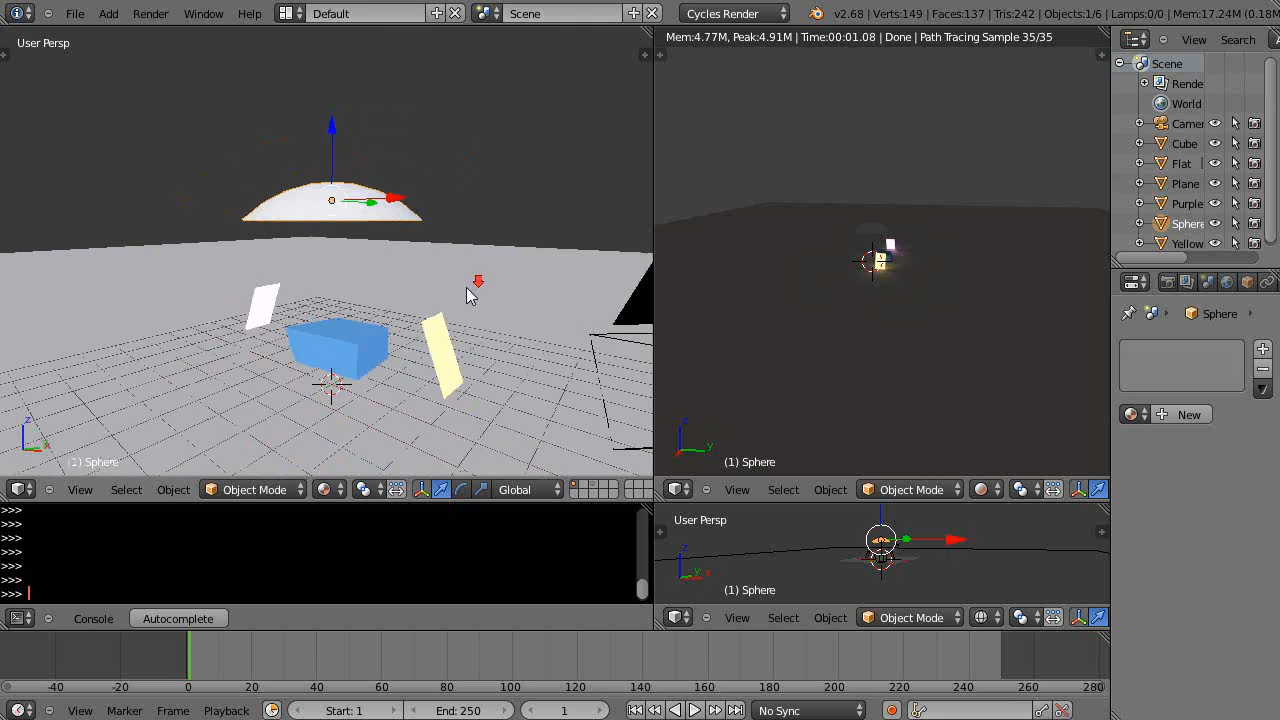 File Add Render Window Help Default Scene Cycles Render v2.68 | Verts:149 | Faces:137 | Tris:242 | Objects:1/6 | Lamps:0/0 | Mem:17.24M (0.18M
User Persp
Mem:4.77M, Peak:4.91M | Time:00:01.08 | Done | Path Tracing Sample 35/35
View Search
Scene
Rende
World
Camer
Cube
Flat
Plane
Purple
Sphere
Yellow
Sphere
New
z
x
(1) Sphere
z
y
(1) Sphere
View Select Object Object Mode Global
View Select Object Object Mode
>>>
>>>
>>>
>>>
>>>
>>>
>>>
Console Autocomplete
User Persp
z
y x
(1) Sphere
View Select Object Object Mode
-40 -20 0 20 40 60 80 100 120 140 160 180 200 220 240 260 280
View Marker Frame Playback Start: 1 End: 250 1 No Sync